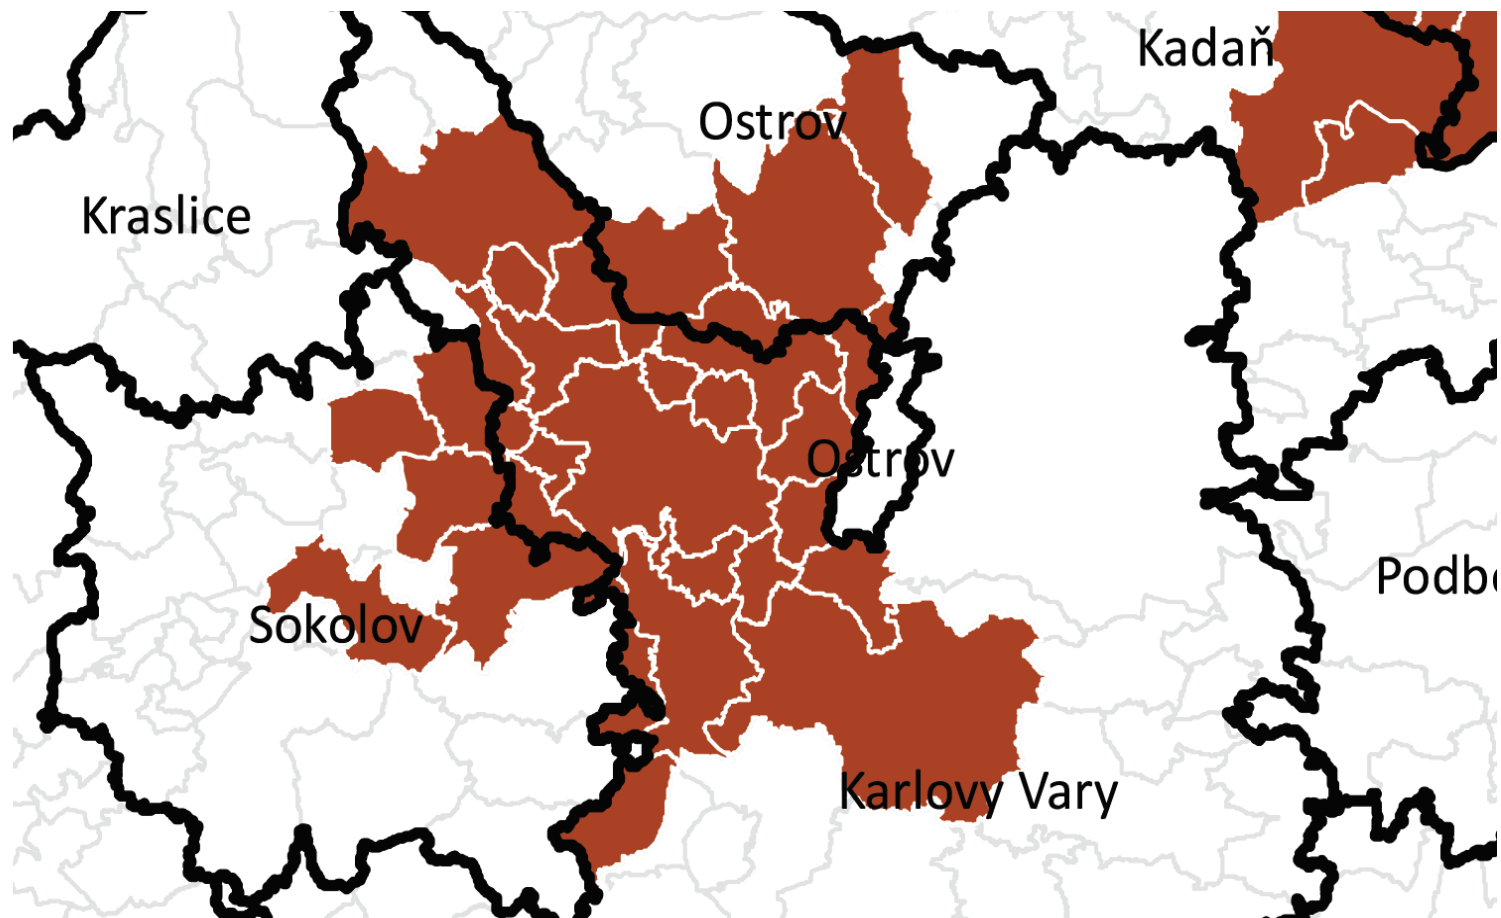 Kadaň
Ostrov
Kraslice
Ostrov
Podbo
Sokolov
Karlovy Vary